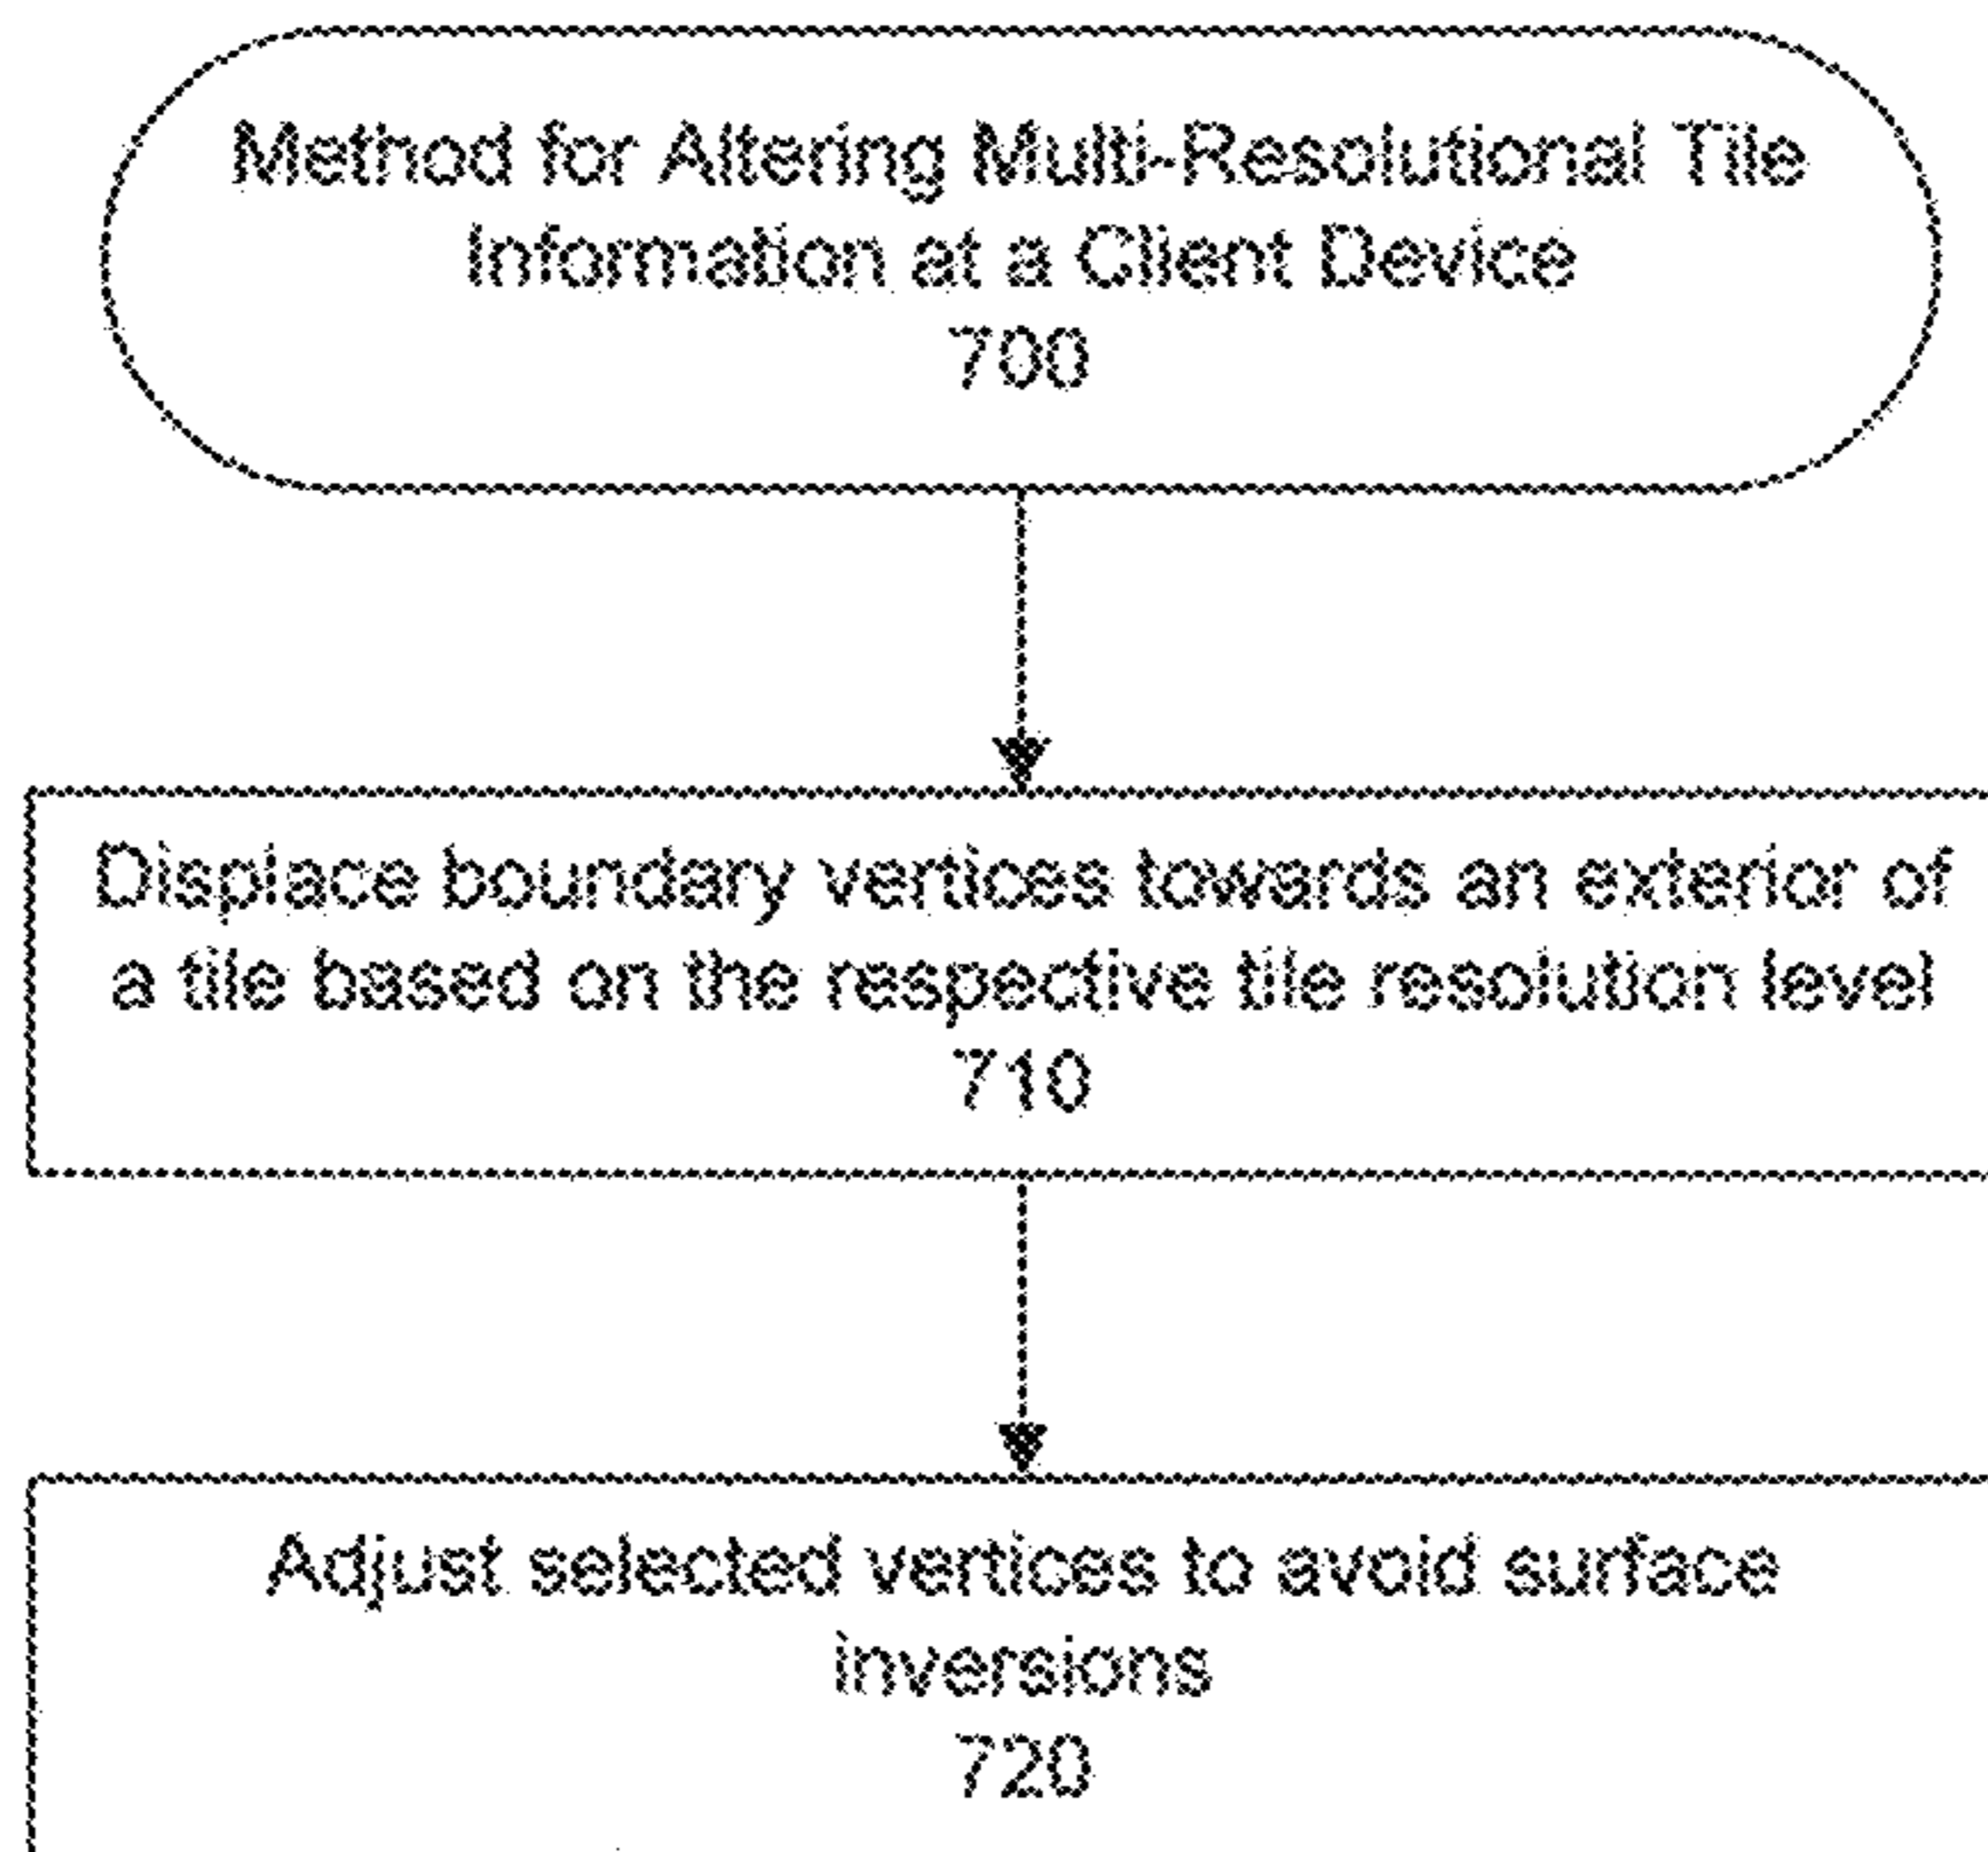 Method for Altering Multi-Resolutional Tile
Information at a Client Device
700
Displace boundary vertices towards an exterior of
a tile based on the respective tile resolution level
710
Adjust selected vertices to avoid surface
inversions
720